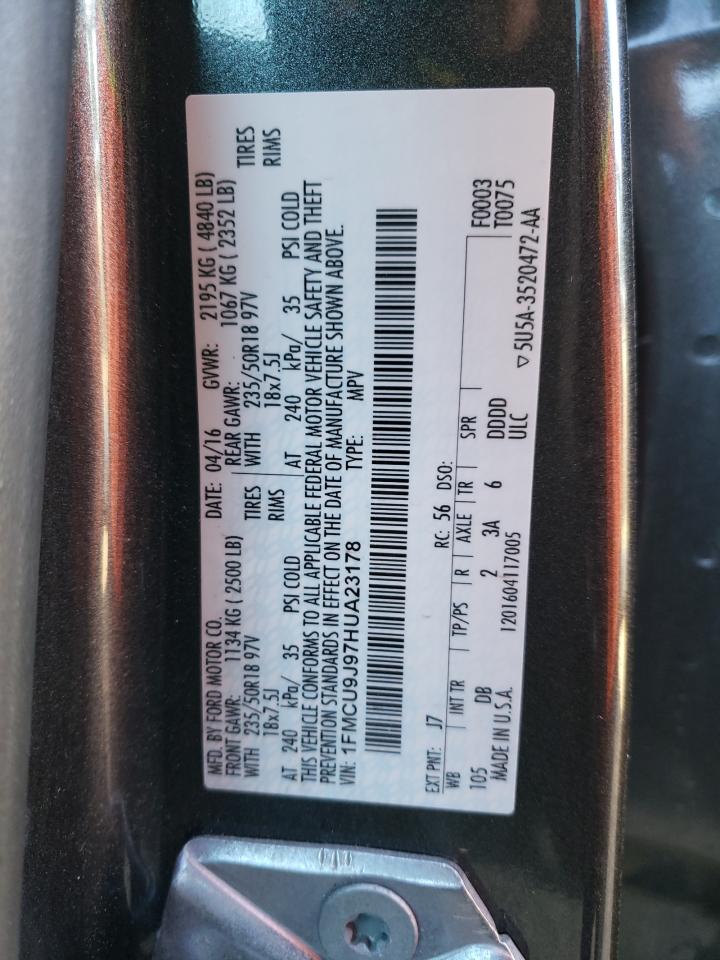 MFD. BY FORD MOTOR CO. DATE: 04/16 GVWR: 2195 KG ( 4840 LB)
FRONT GAWR: 1134 KG ( 2500 LB) REAR GAWR: 1067 KG ( 2352 LB)
WITH 235/50R18 97V TIRES WITH 235/50R18 97V TIRES
18x7.5J RIMS 18x7.5J RIMS
AT 240 kPa/ 35 PSI COLD AT 240 kPa/ 35 PSI COLD
THIS VEHICLE CONFORMS TO ALL APPLICABLE FEDERAL MOTOR VEHICLE SAFETY AND THEFT
PREVENTION STANDARDS IN EFFECT ON THE DATE OF MANUFACTURE SHOWN ABOVE.
VIN: 1FMCU9J97HUA23178 TYPE: MPV
EXT PNT: J7 RC: 56 DSO: F0003
WB INT TR TP/PS R AXLE TR SPR T0075
105 DB 2 3A 6 DDDD
MADE IN U.S.A. 1201604117005 ULC ▽ 5U5A-3520472-AA